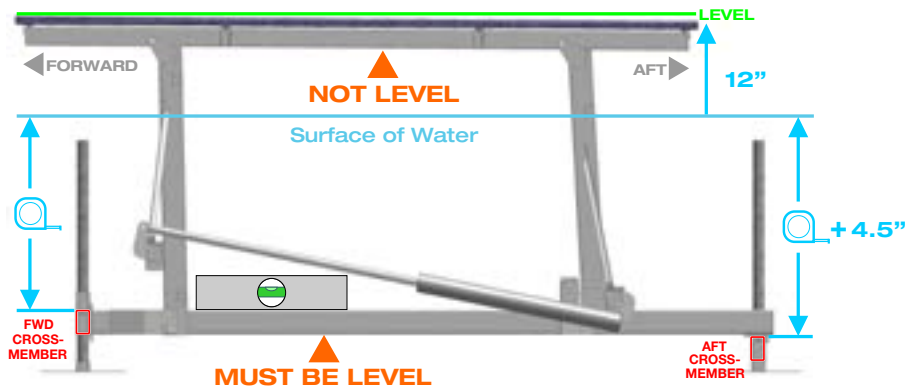 LEVEL
FORWARD
AFT
NOT LEVEL
12”
Surface of Water
+ 4.5”
FWD
CROSS-
MEMBER
AFT
CROSS-
MEMBER
MUST BE LEVEL